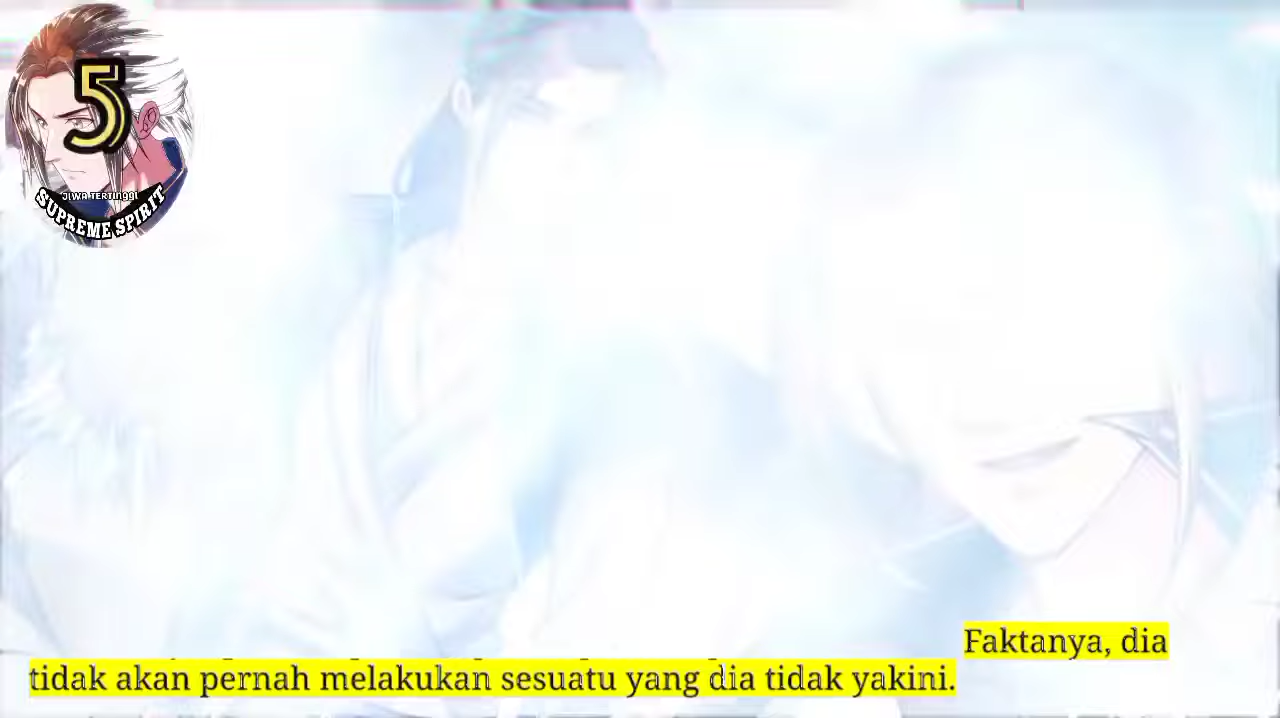 5
JIWA TERTINGGI
SUPREME SPIRIT
Faktanya, dia
tidak akan pernah melakukan sesuatu yang dia tidak yakini.